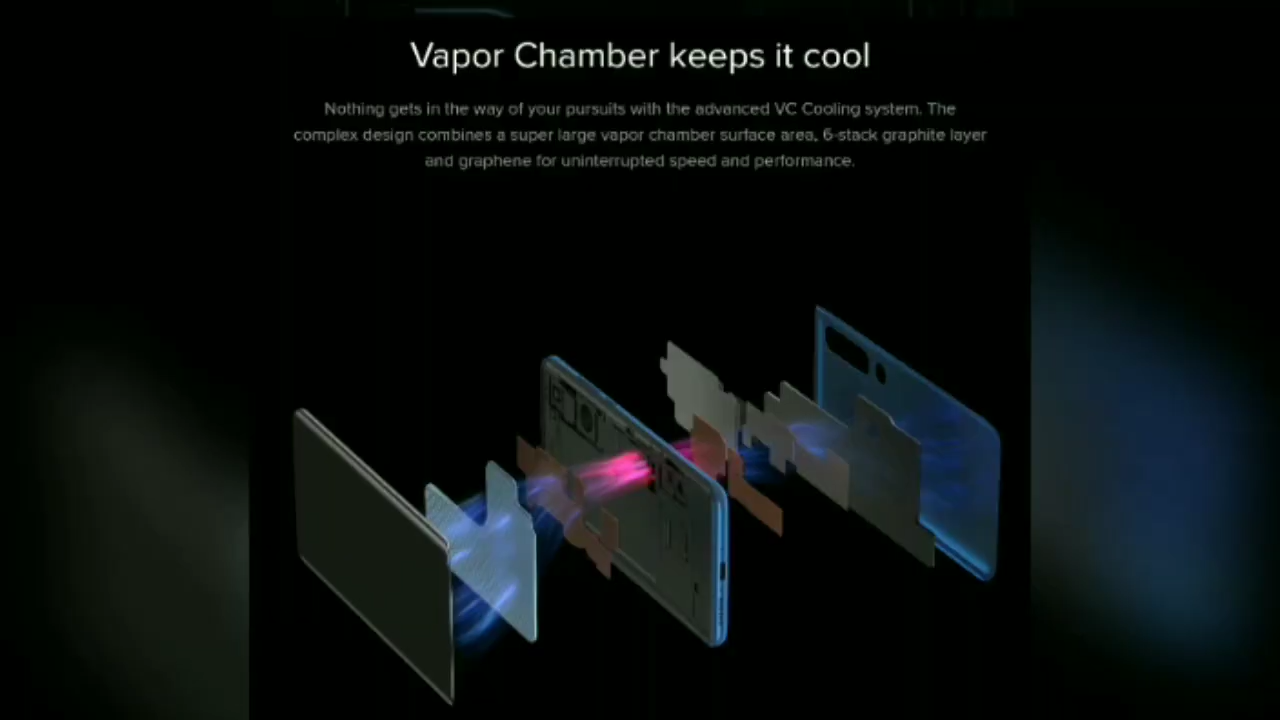 Vapor Chamber keeps it cool
Nothing gets in the way of your pursuits with the advanced VC Cooling system. The
complex design combines a super large vapor chamber surface area, 6-stack graphite layer
and graphene for uninterrupted speed and performance.